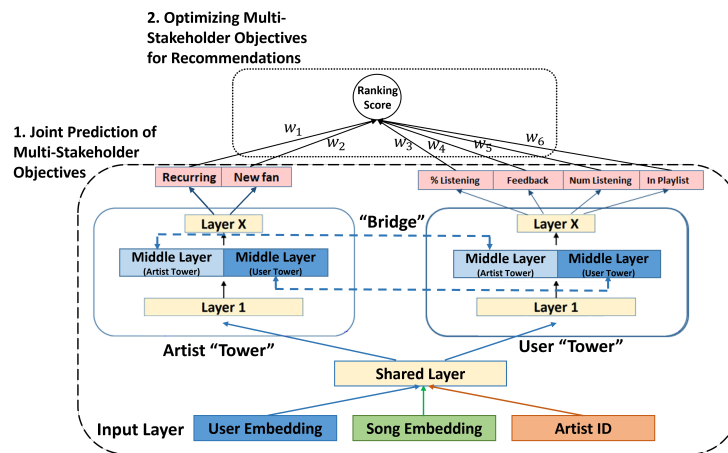 2. Optimizing Multi-
Stakeholder Objectives
for Recommendations
Ranking
Score
1. Joint Prediction of
Multi-Stakeholder
Objectives
w1
w2
w3
w4
w5
w6
Recurring
New fan
% Listening
Feedback
Num Listening
In Playlist
Layer X
"Bridge"
Layer X
Middle Layer
(Artist Tower)
Middle Layer
(User Tower)
Middle Layer
(Artist Tower)
Middle Layer
(User Tower)
Layer 1
Layer 1
Artist “Tower”
User “Tower”
Shared Layer
Input Layer
User Embedding
Song Embedding
Artist ID